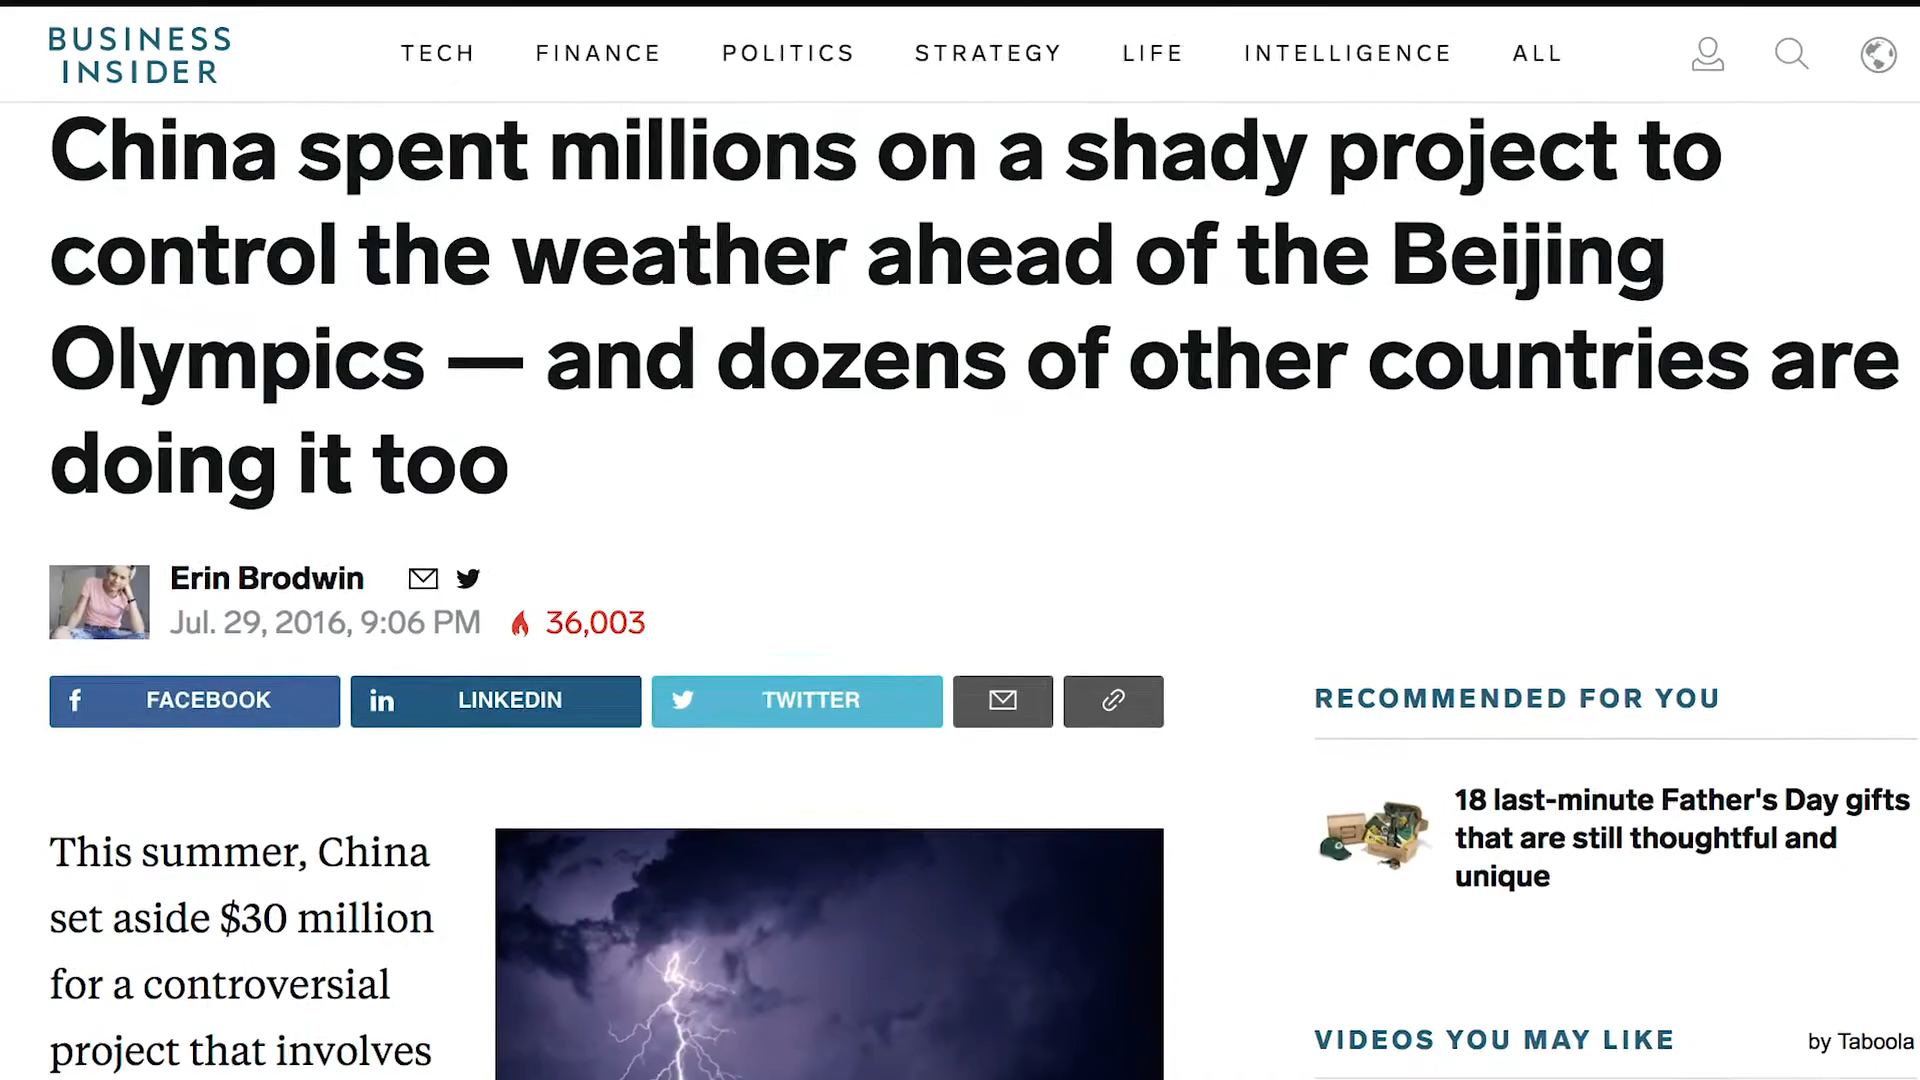 BUSINESS
INSIDER
TECH FINANCE POLITICS STRATEGY LIFE INTELLIGENCE ALL
China spent millions on a shady project to
control the weather ahead of the Beijing
Olympics — and dozens of other countries are
doing it too
Erin Brodwin
Jul. 29, 2016, 9:06 PM 36,003
f FACEBOOK in LINKEDIN TWITTER
This summer, China
set aside $30 million
for a controversial
project that involves
RECOMMENDED FOR YOU
18 last-minute Father's Day gifts
that are still thoughtful and
unique
VIDEOS YOU MAY LIKE by Taboola